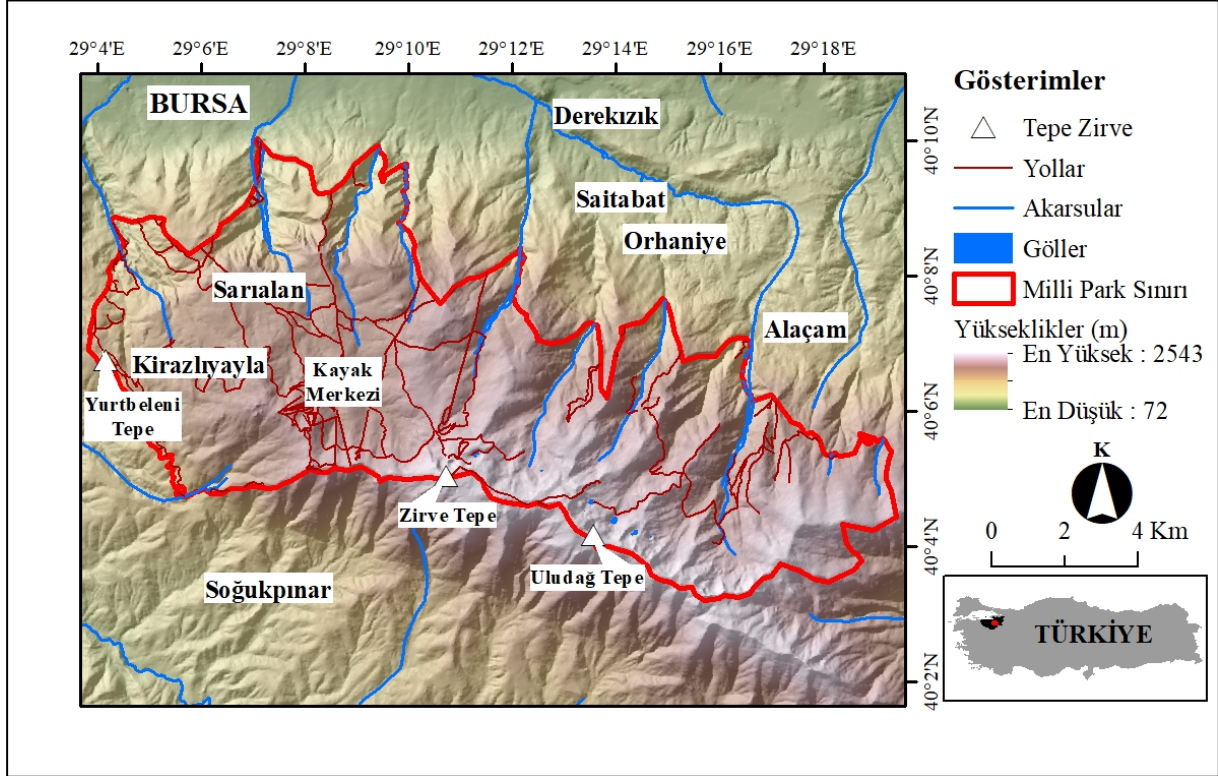 29°4'E 29°6'E 29°8'E 29°10'E 29°12'E 29°14'E 29°16'E 29°18'E
BURSA
Derekızık
Saitabat
Orhaniye
Sarıalan
Alaçam
Kirazlıyayla
Kayak
Merkezi
Yurtbeleni
Tepe
Zirve Tepe
Uludağ Tepe
Soğukpınar
40°10'N
40°8'N
40°6'N
40°4'N
40°2'N
Gösterimler
Tepe Zirve
Yollar
Akarsular
Göller
Milli Park Sınırı
Yükseklikler (m)
En Yüksek : 2543
En Düşük : 72
K
0 2 4 Km
TÜRKİYE